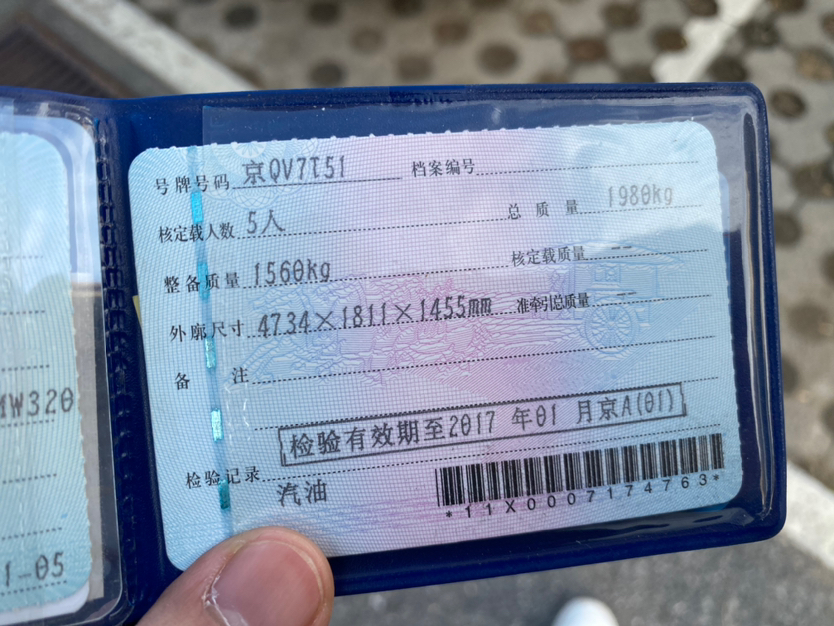 号牌号码 京QV7T51 档案编号
核定载人数 5人 总质量 1980kg
整备质量 1560kg 核定载质量 --
外廓尺寸 4734×1811×1455mm 准牵引总质量 --
备注
检验有效期至2017年01月京A(01)
检验记录
汽油
*11X0007174763*
MW320
1-05